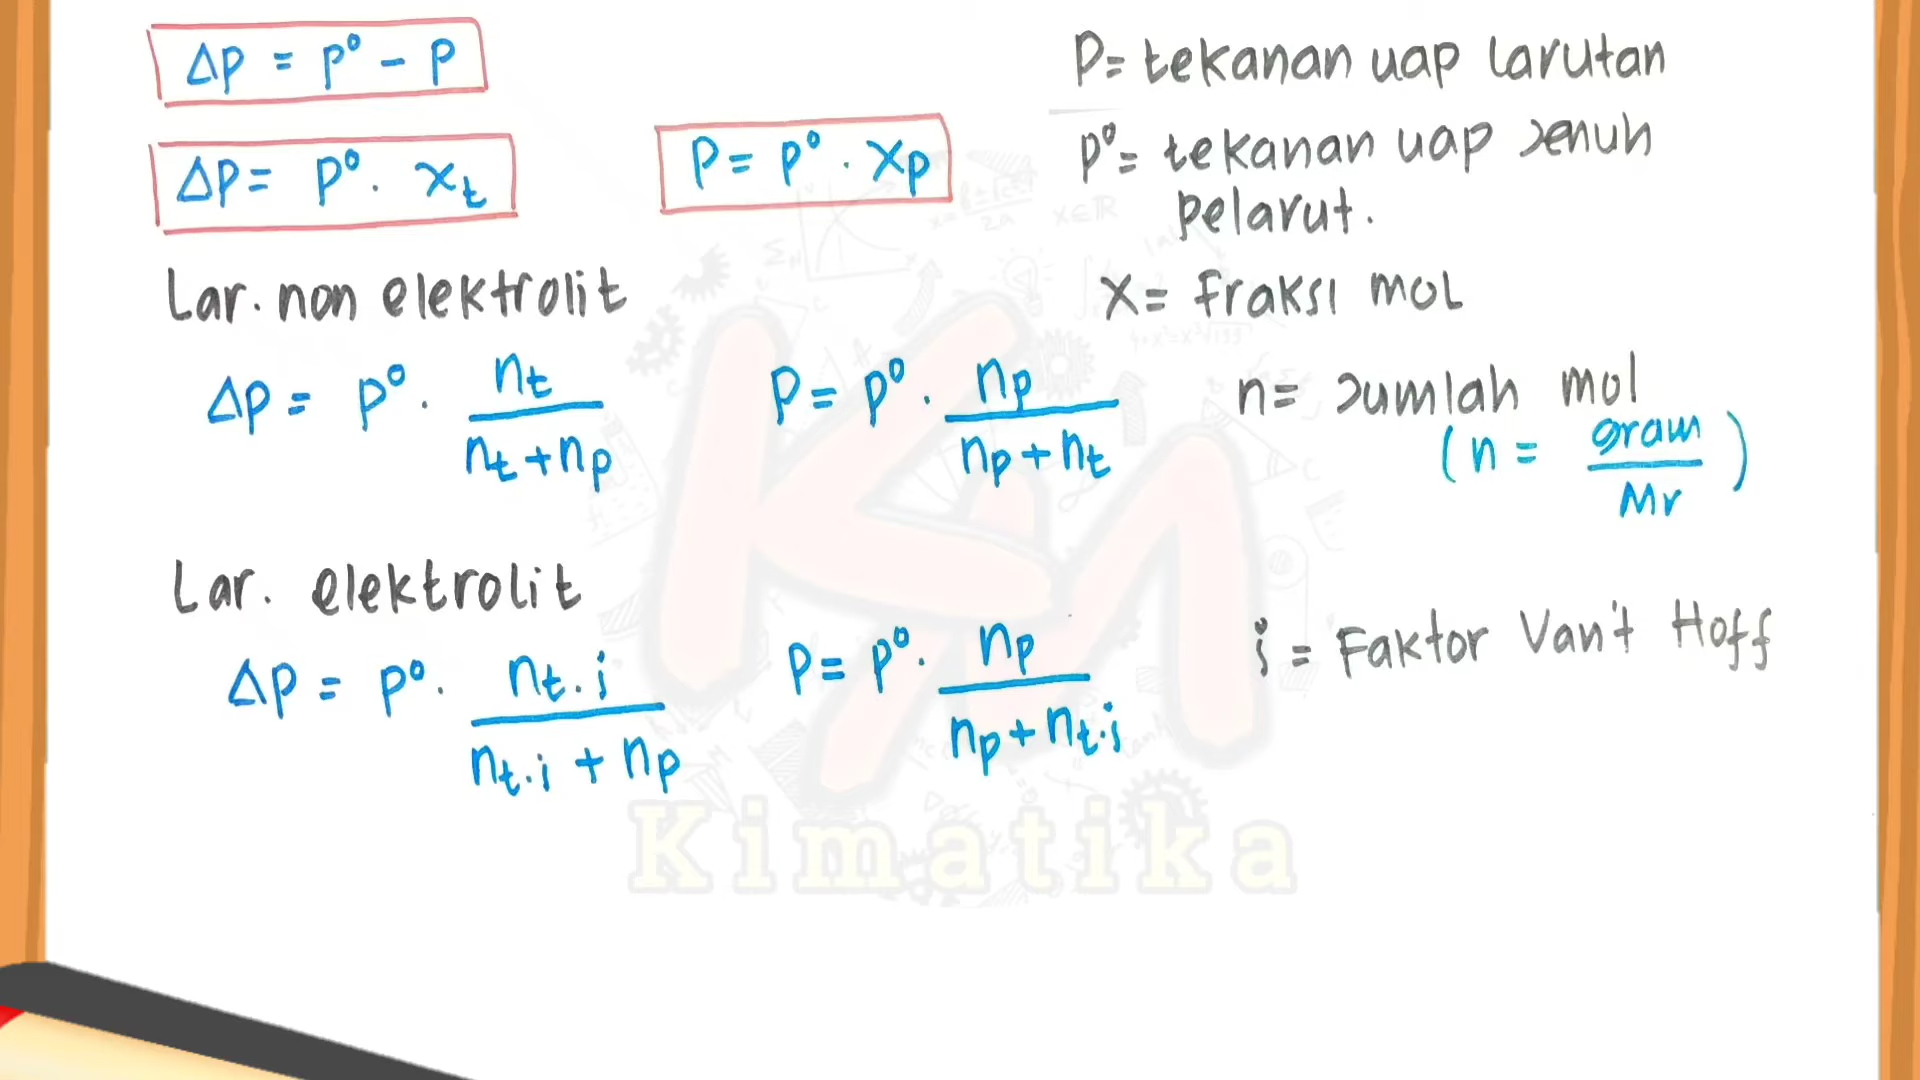 ΔP = P° - P
P = tekanan uap larutan
ΔP = P° . Xt
P = P° . Xp
P° = tekanan uap jenuh
pelarut.
Lar. non elektrolit
X = fraksi mol
ΔP = P° . nt / (nt + np)
P = P° . np / (np + nt)
n = jumlah mol
(n = gram / Mr)
Lar. elektrolit
ΔP = P° . nt . i / (nt . i + np)
P = P° . np / (np + nt . i)
i = Faktor Van't Hoff
Kimatika